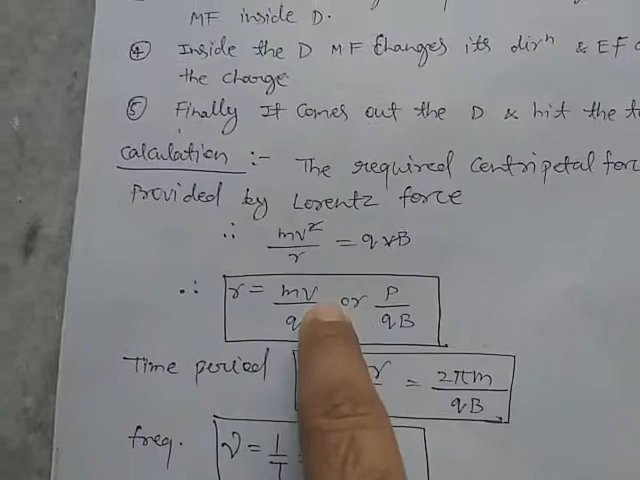 MF inside D.
④ Inside the D MF Changes its dirⁿ & EF
the charge
⑤ Finally It comes out the D & hit the
calculation :- The required centripetal
Provided by Lorentz force
∴ mv²/r = qvB
∴ r = mv/q or P/qB
Time period = 2πm/qB
freq. ν = 1/T